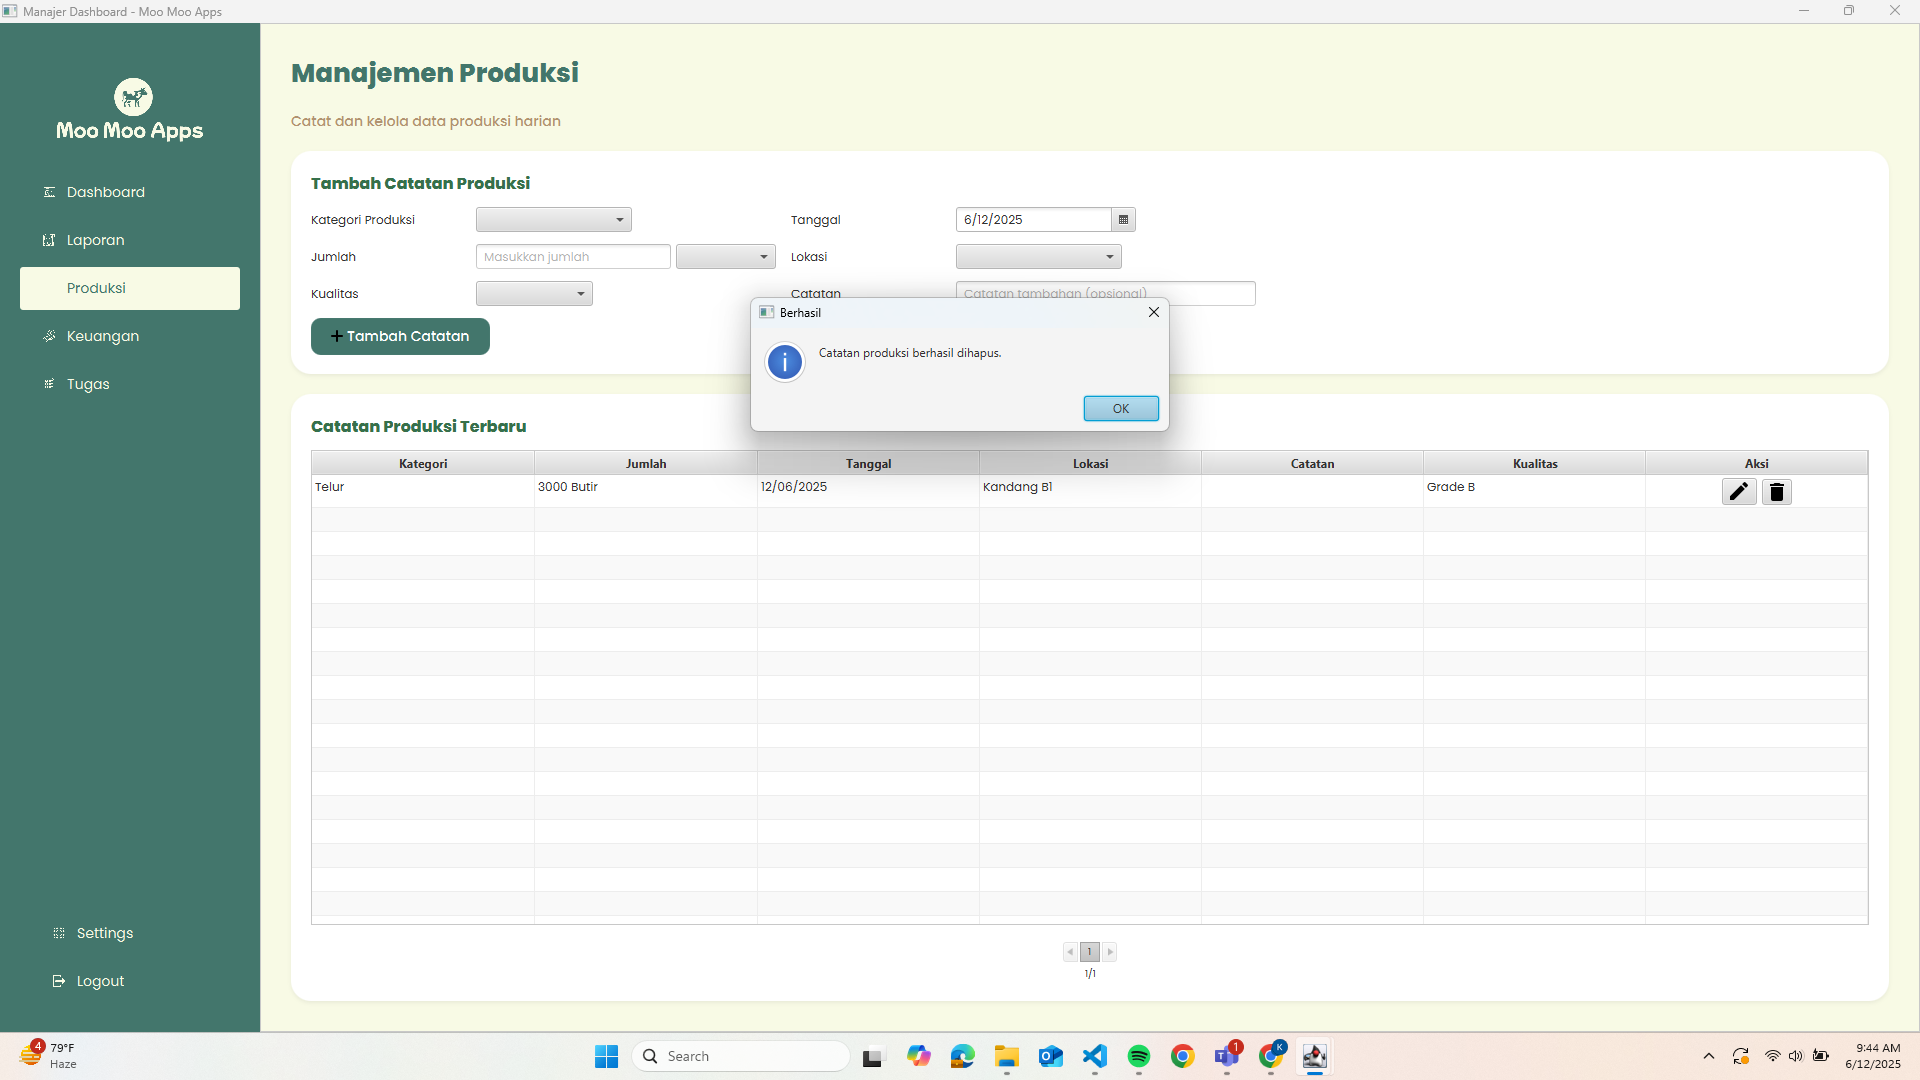 Manajer Dashboard - Moo Moo Apps
Moo Moo Apps
Dashboard
Laporan
Produksi
Keuangan
Tugas
Settings
Logout
Manajemen Produksi
Catat dan kelola data produksi harian
Tambah Catatan Produksi
Kategori Produksi
Tanggal
6/12/2025
Jumlah
Masukkan jumlah
Lokasi
Kualitas
Catatan
Catatan tambahan (opsional)
+ Tambah Catatan
Berhasil
Catatan produksi berhasil dihapus.
OK
Catatan Produksi Terbaru
Kategori Jumlah Tanggal Lokasi Catatan Kualitas Aksi
Telur 3000 Butir 12/06/2025 Kandang B1 Grade B
1
1/1
4
79°F
Haze
Search
1
K
9:44 AM
6/12/2025